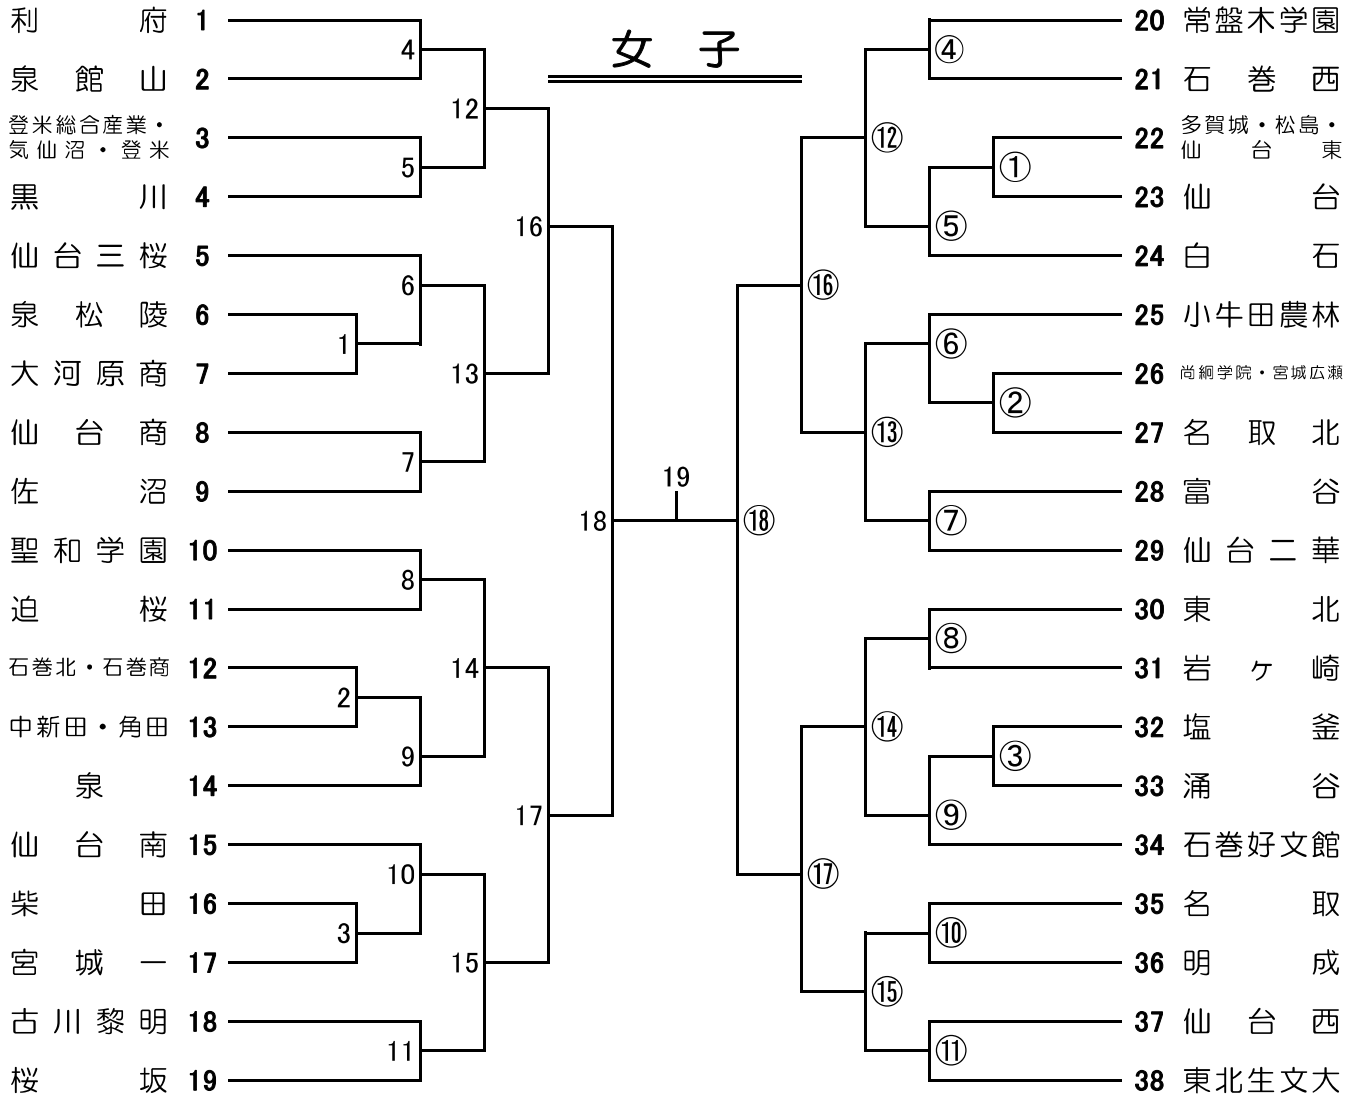 女子
利府 1
泉館山 2
登米総合産業・
気仙沼・登米 3
黒川 4
仙台三桜 5
泉松陵 6
大河原商 7
仙台商 8
佐沼 9
聖和学園 10
迫桜 11
石巻北・石巻商 12
中新田・角田 13
泉 14
仙台南 15
柴田 16
宮城一 17
古川黎明 18
桜坂 19
4
5
6
1
7
8
2
9
10
3
11
12
13
14
15
16
17
18
19
⑱
⑯
⑰
⑫
⑬
⑭
⑮
④
①
⑤
⑥
②
⑦
⑧
③
⑨
⑩
⑪
20 常盤木学園
21 石巻西
22 多賀城・松島・
仙台東
23 仙台
24 白石
25 小牛田農林
26 尚絅学院・宮城広瀬
27 名取北
28 富谷
29 仙台二華
30 東北
31 岩ヶ崎
32 塩釜
33 涌谷
34 石巻好文館
35 名取
36 明成
37 仙台西
38 東北生文大